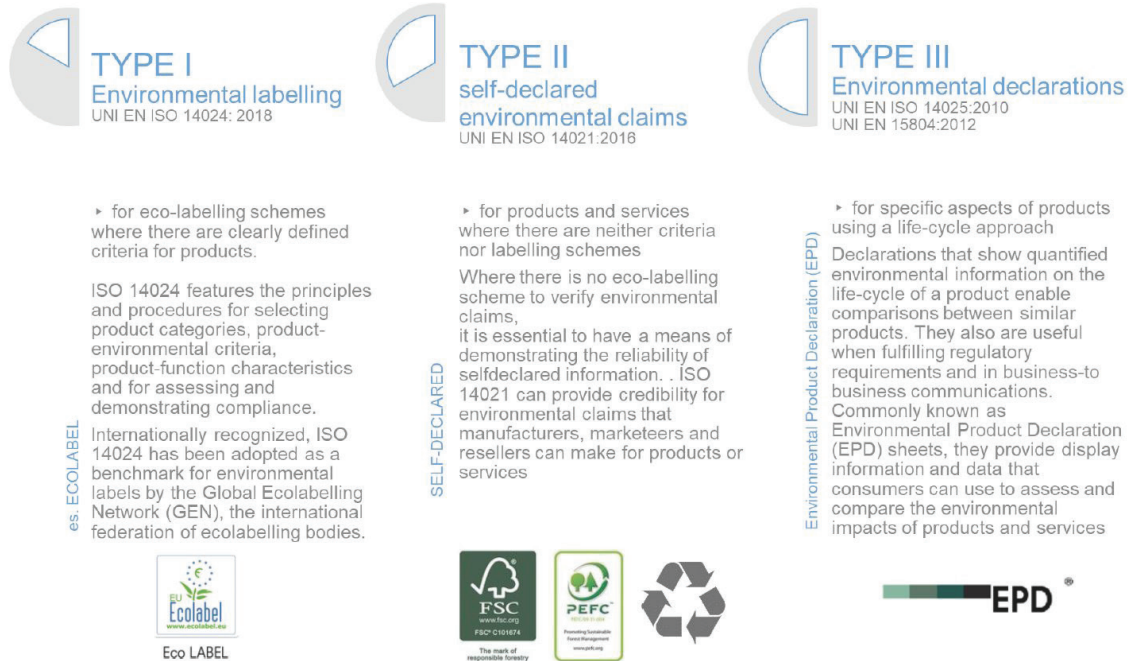 TYPE I
Environmental labelling
UNI EN ISO 14024: 2018
‣ for eco-labelling schemes
where there are clearly defined
criteria for products.
ISO 14024 features the principles
and procedures for selecting
product categories, product-
environmental criteria,
product-function characteristics
and for assessing and
demonstrating compliance.
Internationally recognized, ISO
14024 has been adopted as a
benchmark for environmental
labels by the Global Ecolabelling
Network (GEN), the international
federation of ecolabelling bodies.
es. ECOLABEL
EU
Ecolabel
www.ecolabel.eu
Eco LABEL
TYPE II
self-declared
environmental claims
UNI EN ISO 14021:2016
‣ for products and services
where there are neither criteria
nor labelling schemes
Where there is no eco-labelling
scheme to verify environmental
claims,
it is essential to have a means of
demonstrating the reliability of
selfdeclared information. . ISO
14021 can provide credibility for
environmental claims that
manufacturers, marketeers and
resellers can make for products or
services
SELF-DECLARED
FSC
www.fsc.org
FSC® C101674
The mark of
responsible forestry
PEFC™
Promoting Sustainable
Forest Management
www.pefc.org
TYPE III
Environmental declarations
UNI EN ISO 14025:2010
UNI EN 15804:2012
‣ for specific aspects of products
using a life-cycle approach
Declarations that show quantified
environmental information on the
life-cycle of a product enable
comparisons between similar
products. They also are useful
when fulfilling regulatory
requirements and in business-to
business communications.
Commonly known as
Environmental Product Declaration
(EPD) sheets, they provide display
information and data that
consumers can use to assess and
compare the environmental
impacts of products and services
Environmental Product Declaration (EPD)
EPD ®